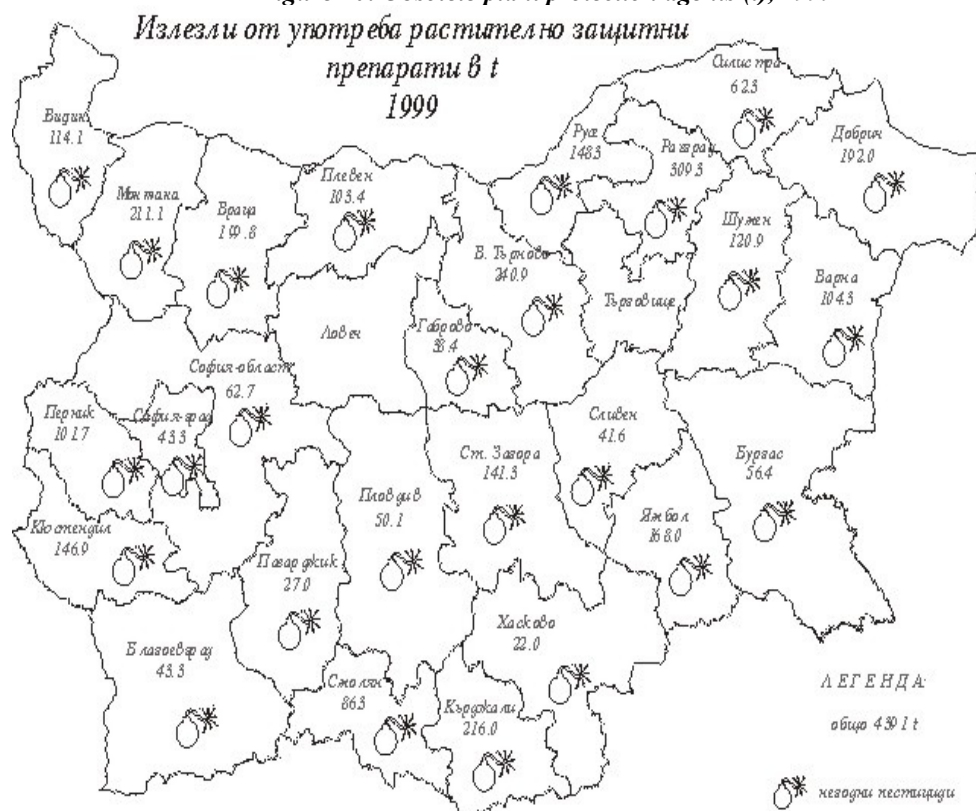 Излезли от употреба растително защитни
препарати в t
1999
Видин
114.1
Монтана
211.1
Враца
Плевен
103.4
Русе
148.3
Силистра
62.3
Разград
309.3
Добрич
192.0
Шумен
120.9
Варна
104.3
В. Търново
240.9
Търговище
Ловеч
Габрово
38.4
София-област
62.7
Перник
101.7
София-град
43.3
Кюстендил
146.9
Пловдив
50.1
Ст. Загора
141.3
Сливен
41.6
Бургас
56.4
Ямбол
168.0
Пазарджик
27.0
Хасково
22.0
Благоевград
43.3
Смолян
86.3
Кърджали
216.0
ЛЕГЕНДА:
общо 4391 t
негодни пестициди